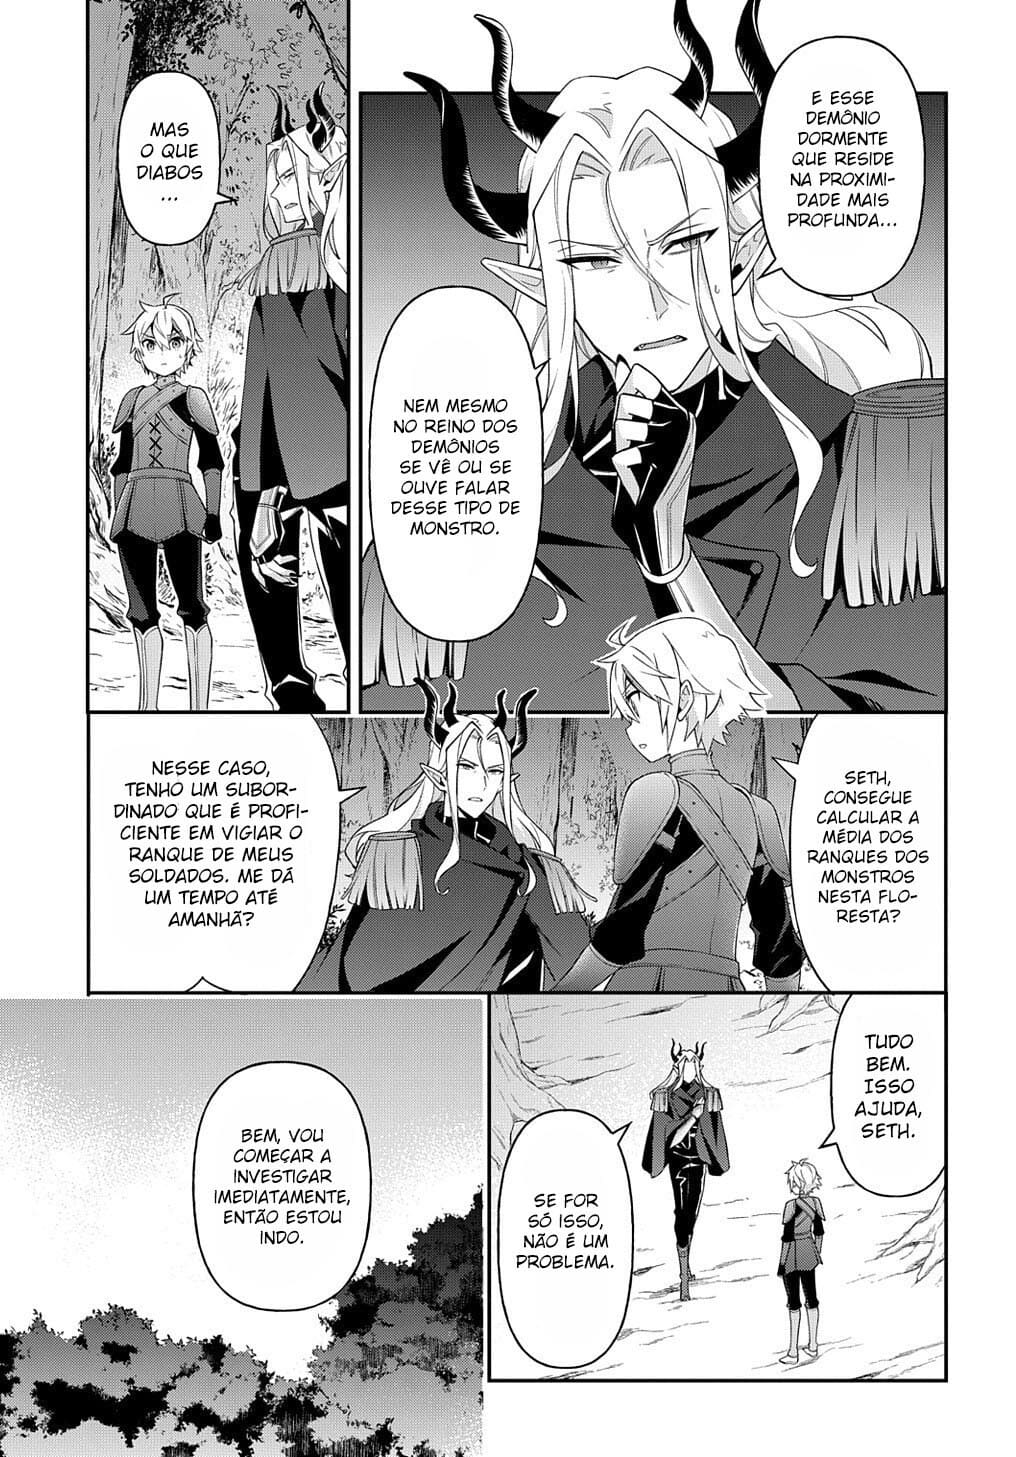 E ESSE
DEMÔNIO
DORMENTE
QUE RESIDE
NA PROXIMI-
DADE MAIS
PROFUNDA...
NEM MESMO
NO REINO DOS
DEMÔNIOS
SE VÊ OU SE
OUVE FALAR
DESSE TIPO DE
MONSTRO.
MAS
O QUE
DIABOS
...
SETH,
CONSEGUE
CALCULAR A
MÉDIA DOS
RANQUES DOS
MONSTROS
NESTA FLO-
RESTA?
NESSE CASO,
TENHO UM SUBOR-
DINADO QUE É PROFI-
CIENTE EM VIGIAR O
RANQUE DE MEUS
SOLDADOS. ME DÁ
UM TEMPO ATÉ
AMANHÃ?
TUDO
BEM.
ISSO
AJUDA,
SETH.
SE FOR
SÓ ISSO,
NÃO É UM
PROBLEMA.
BEM, VOU
COMEÇAR A
INVESTIGAR
IMEDIATAMENTE,
ENTÃO ESTOU
INDO.